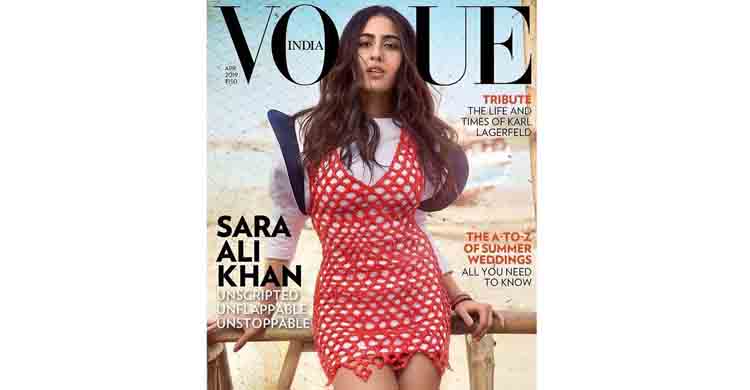 VOGUE
INDIA
APR
2019
₹150
TRIBUTE
THE LIFE AND
TIMES OF KARL
LAGERFELD
SARA
ALI
KHAN
UNSCRIPTED
UNFLAPPABLE
UNSTOPPABLE
THE A-TO-Z
OF SUMMER
WEDDINGS
ALL YOU NEED
TO KNOW